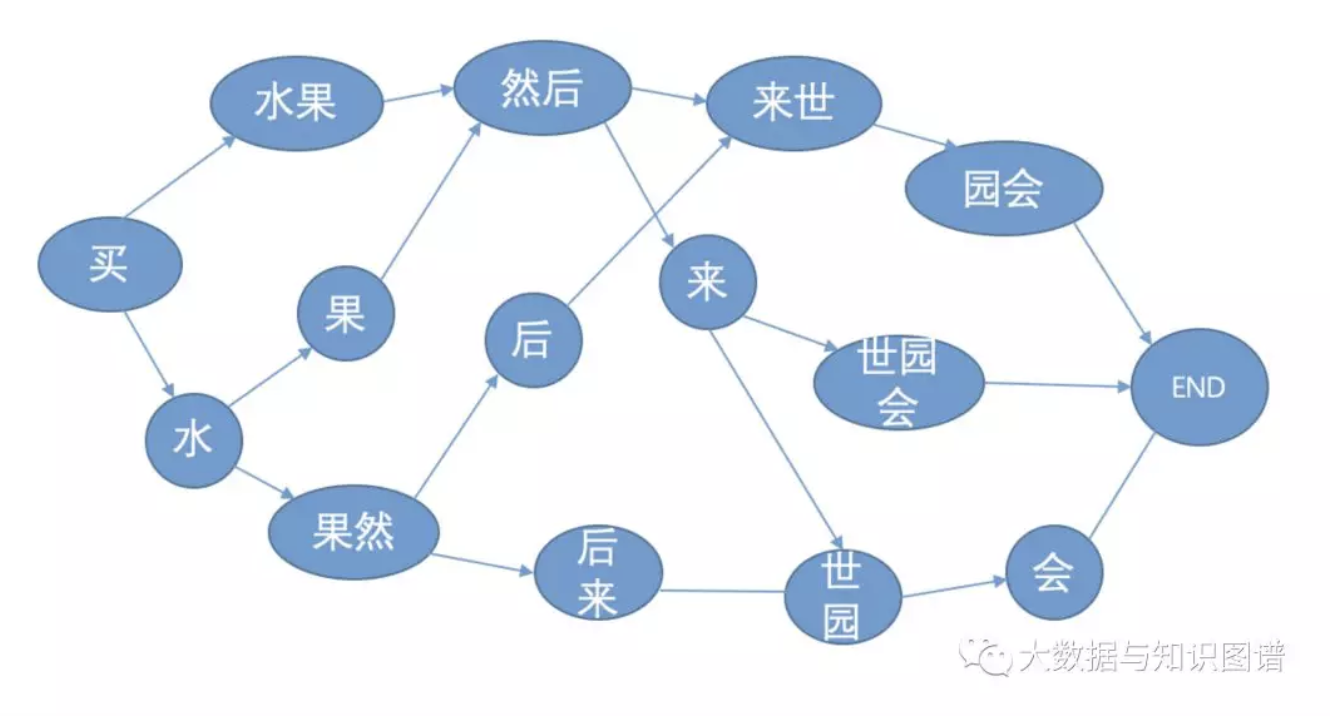 水果
然后
来世
园会
买
果
后
来
世园
会
END
水
果然
后
来
世
园
会
大数据与知识图谱